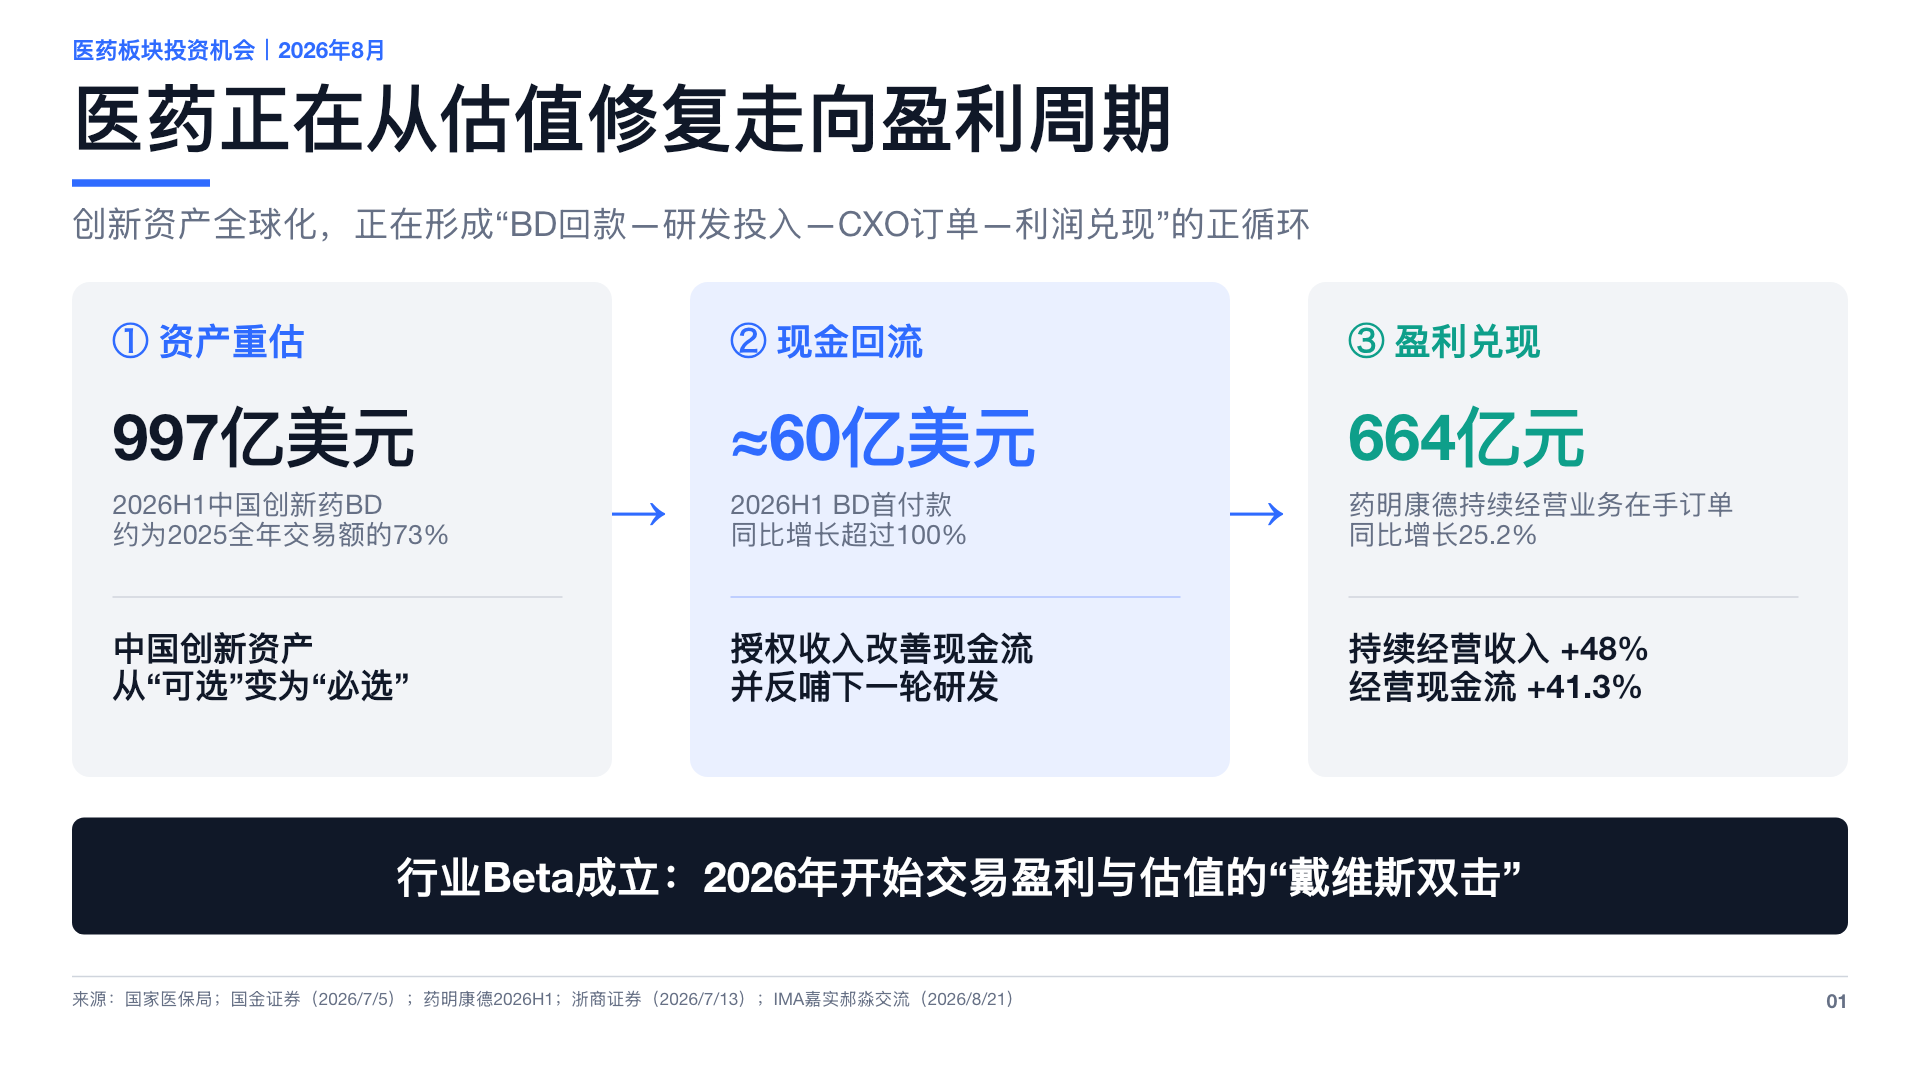 医药板块投资机会｜2026年8月
医药正在从估值修复走向盈利周期
创新资产全球化，正在形成“BD回款—研发投入—CXO订单—利润兑现”的正循环
① 资产重估
997亿美元
2026H1中国创新药BD
约为2025全年交易额的73%
中国创新资产
从“可选”变为“必选”
→
② 现金回流
≈60亿美元
2026H1 BD首付款
同比增长超过100%
授权收入改善现金流
并反哺下一轮研发
→
③ 盈利兑现
664亿元
药明康德持续经营业务在手订单
同比增长25.2%
持续经营收入 +48%
经营现金流 +41.3%
行业Beta成立：2026年开始交易盈利与估值的“戴维斯双击”
来源：国家医保局；国金证券（2026/7/5）；药明康德2026H1；浙商证券（2026/7/13）；IMA嘉实郝淼交流（2026/8/21）
01